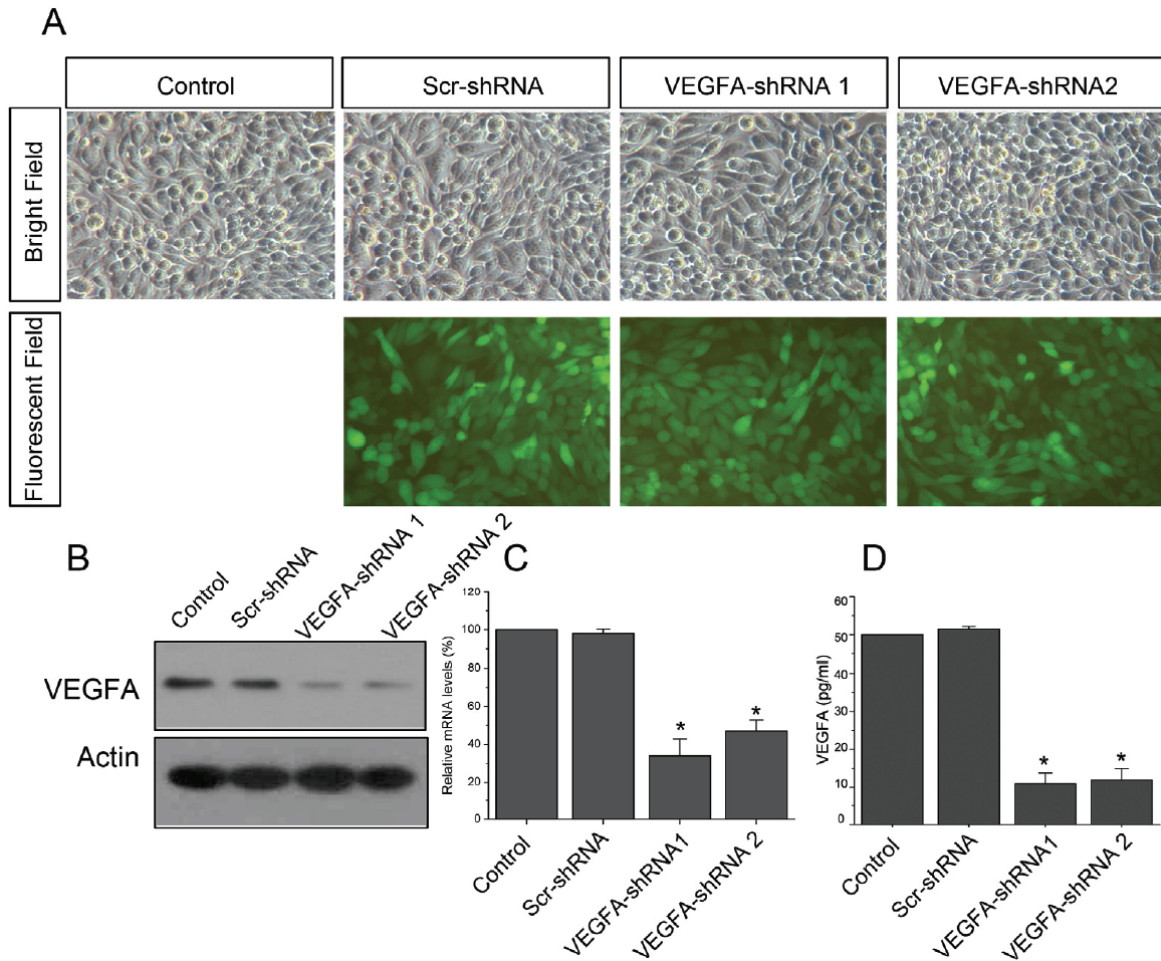 A
Control
Scr-shRNA
VEGFA-shRNA 1
VEGFA-shRNA2
Bright Field
Fluorescent Field
B
Control
Scr-shRNA
VEGFA-shRNA 1
VEGFA-shRNA 2
VEGFA
Actin
C
Relative mRNA levels (%)
120
100
80
60
40
20
0
*
*
Control
Scr-shRNA
VEGFA-shRNA1
VEGFA-shRNA 2
D
VEGFA (pg/ml)
60
50
40
30
20
10
0
*
*
Control
Scr-shRNA
VEGFA-shRNA1
VEGFA-shRNA 2